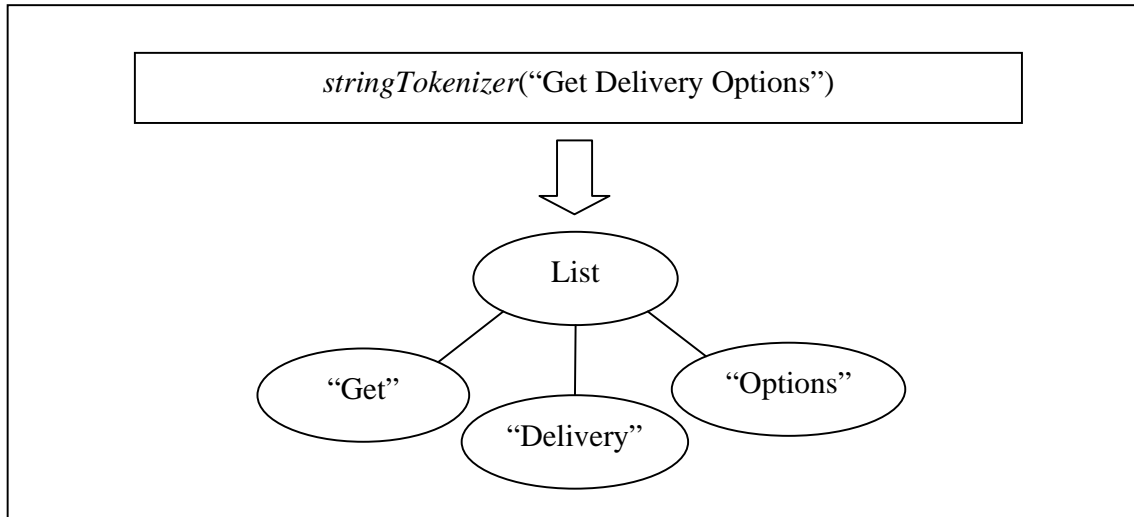 stringTokenizer(“Get Delivery Options”)
List
“Get”
“Delivery”
“Options”